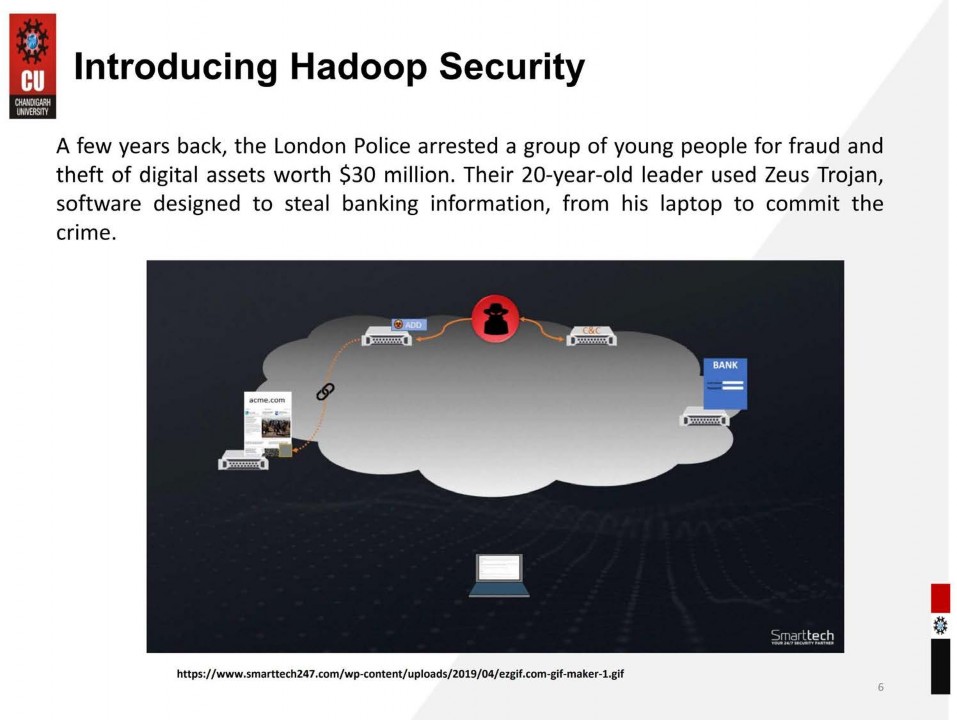 CU
CHANDIGARH
UNIVERSITY
Introducing Hadoop Security
A few years back, the London Police arrested a group of young people for fraud and
theft of digital assets worth $30 million. Their 20-year-old leader used Zeus Trojan,
software designed to steal banking information, from his laptop to commit the
crime.
ADD
C&C
BANK
acme.com
Smarttech
YOUR 24/7 SECURITY PARTNER
https://www.smarttech247.com/wp-content/uploads/2019/04/ezgif.com-gif-maker-1.gif
6